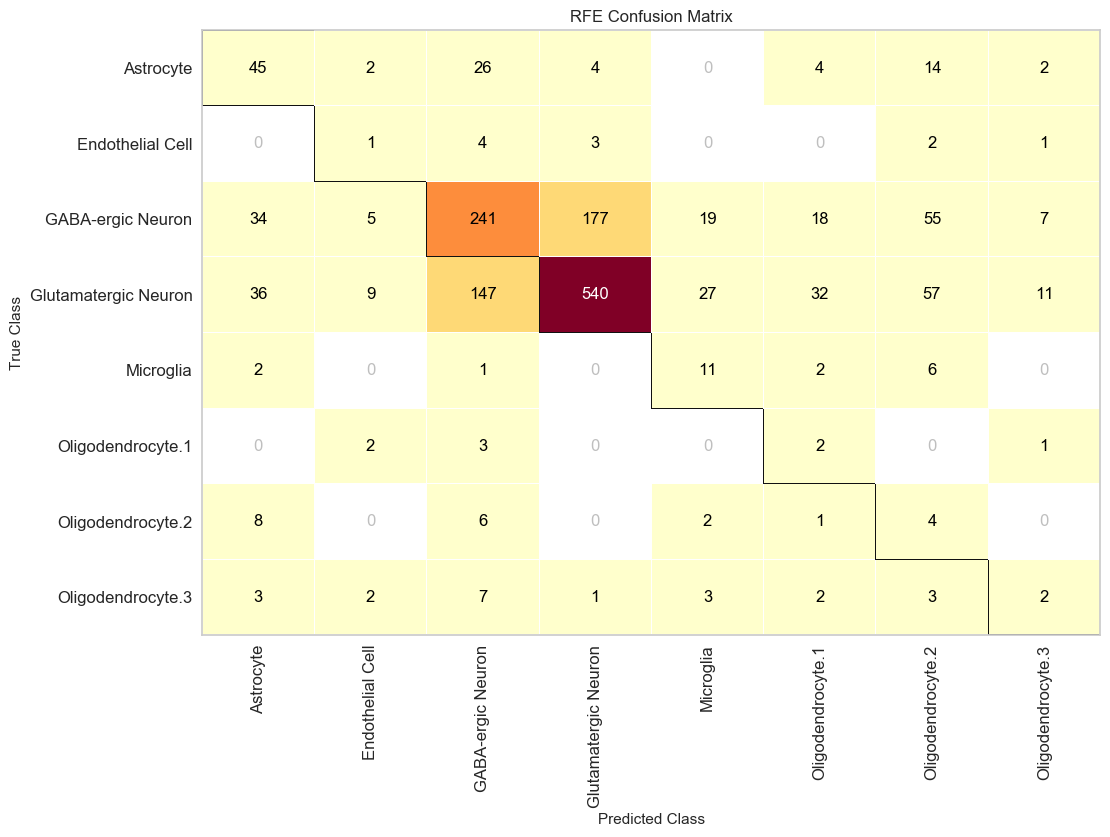 RFE Confusion Matrix
True Class
Astrocyte 45 2 26 4 0 4 14 2
Endothelial Cell 0 1 4 3 0 0 2 1
GABA-ergic Neuron 34 5 241 177 19 18 55 7
Glutamatergic Neuron 36 9 147 540 27 32 57 11
Microglia 2 0 1 0 11 2 6 0
Oligodendrocyte.1 0 2 3 0 0 2 0 1
Oligodendrocyte.2 8 0 6 0 2 1 4 0
Oligodendrocyte.3 3 2 7 1 3 2 3 2
Astrocyte
Endothelial Cell
GABA-ergic Neuron
Glutamatergic Neuron
Microglia
Oligodendrocyte.1
Oligodendrocyte.2
Oligodendrocyte.3
Predicted Class